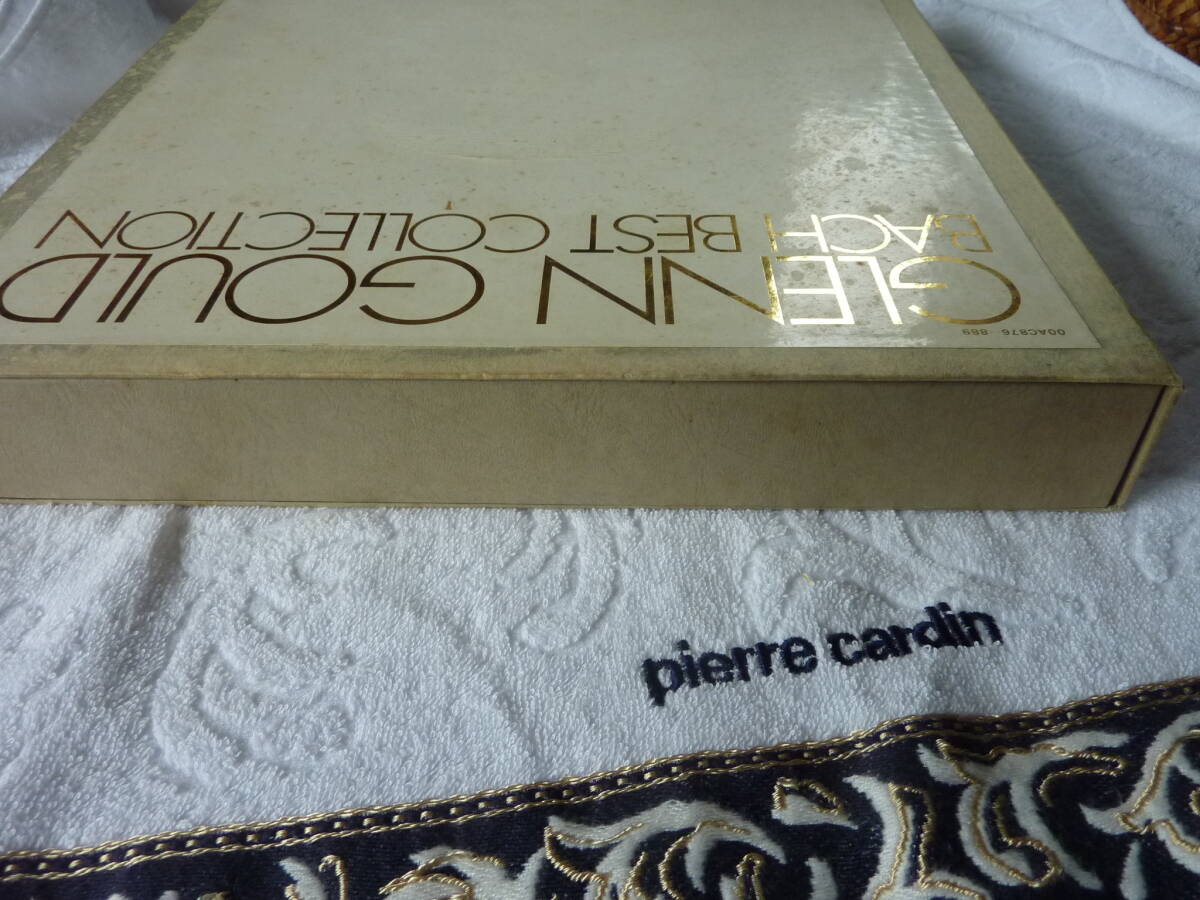 00AC876-889
GLENN GOULD
BACH BEST COLLECTION
pierre cardin